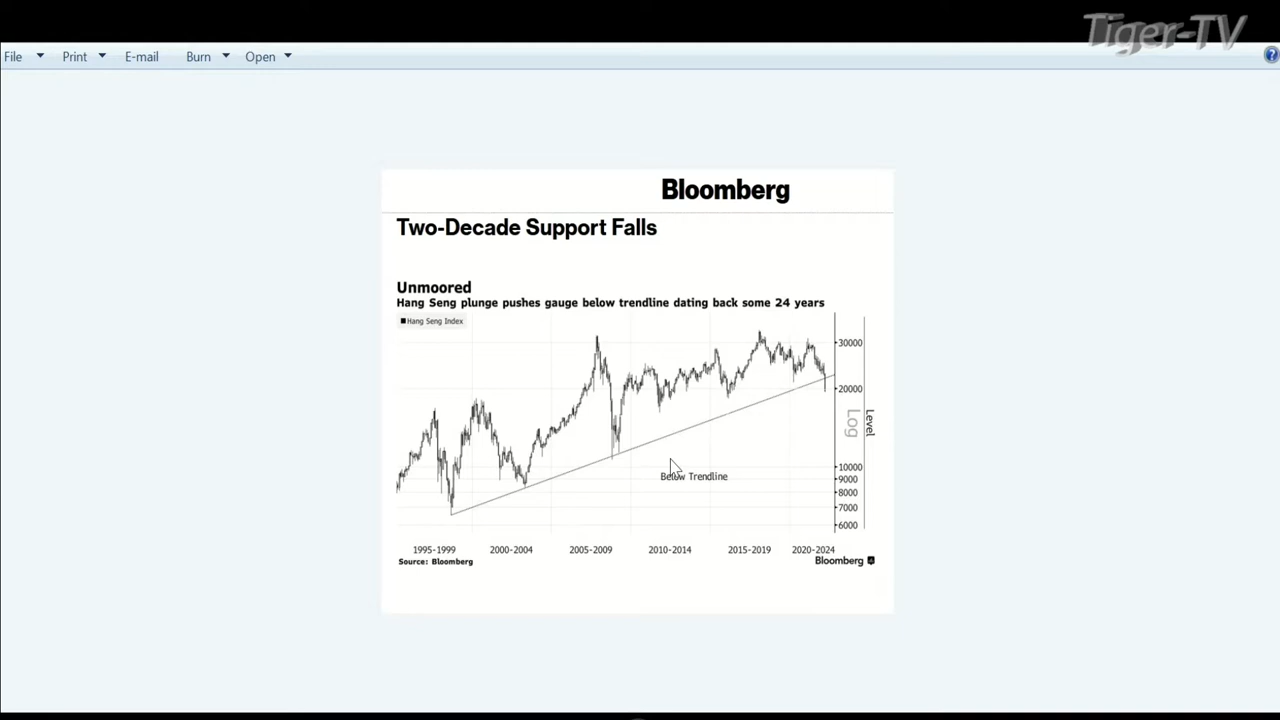 Tiger-TV
File Print E-mail Burn Open ?
Bloomberg
Two-Decade Support Falls
Unmoored
Hang Seng plunge pushes gauge below trendline dating back some 24 years
Hang Seng Index
30000
20000
10000
9000
8000
7000
6000
Log
Level
Below Trendline
1995-1999 2000-2004 2005-2009 2010-2014 2015-2019 2020-2024
Source: Bloomberg
Bloomberg